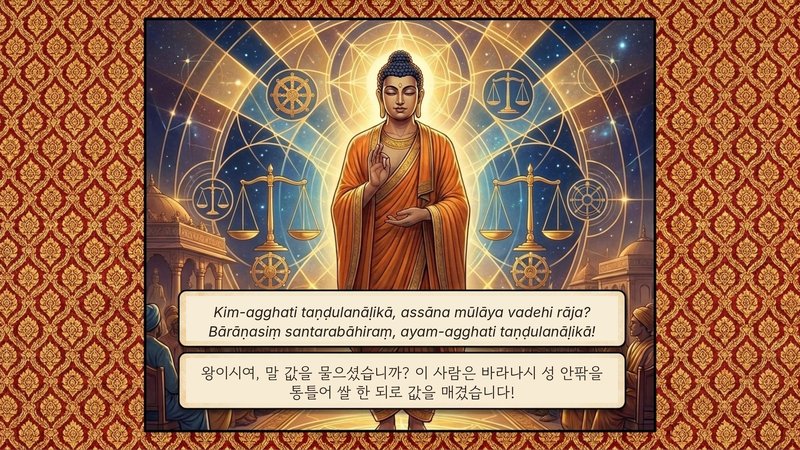 Kim-agghati taṇḍulanāḷikā, assāna mūlāya vadehi rāja?
Bārāṇasiṃ santarabāhiraṃ, ayam-agghati taṇḍulanāḷikā!
왕이시여, 말 값을 물으셨습니까? 이 사람은 바라나시 성 안팎을
통틀어 쌀 한 되로 값을 매겼습니다!